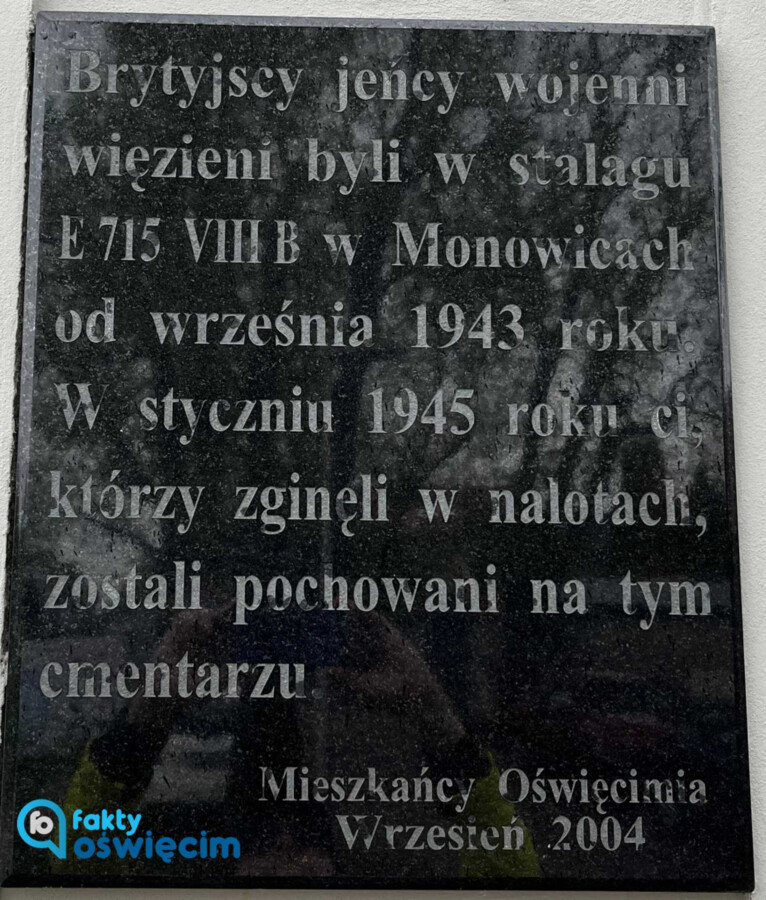 Brytyjscy jeńcy wojenni
więzieni byli w stalagu
E 715 VIII B w Monowicach
od września 1943 roku.
W styczniu 1945 roku ci,
którzy zginęli w nalotach,
zostali pochowani na tym
cmentarzu.
Mieszkańcy Oświęcimia
Wrzesień 2004
fo fakty
oświęcim